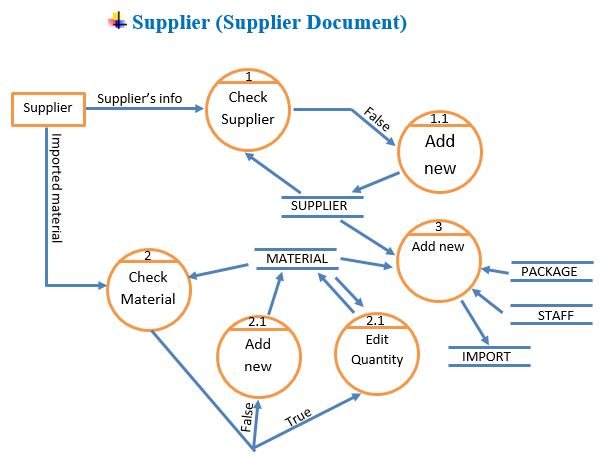 Supplier (Supplier Document)
Supplier
Supplier's info
1
Check
Supplier
False
1.1
Add
new
Imported material
SUPPLIER
3
Add new
2
Check
Material
MATERIAL
PACKAGE
STAFF
IMPORT
2.1
Add
new
2.1
Edit
Quantity
False
True